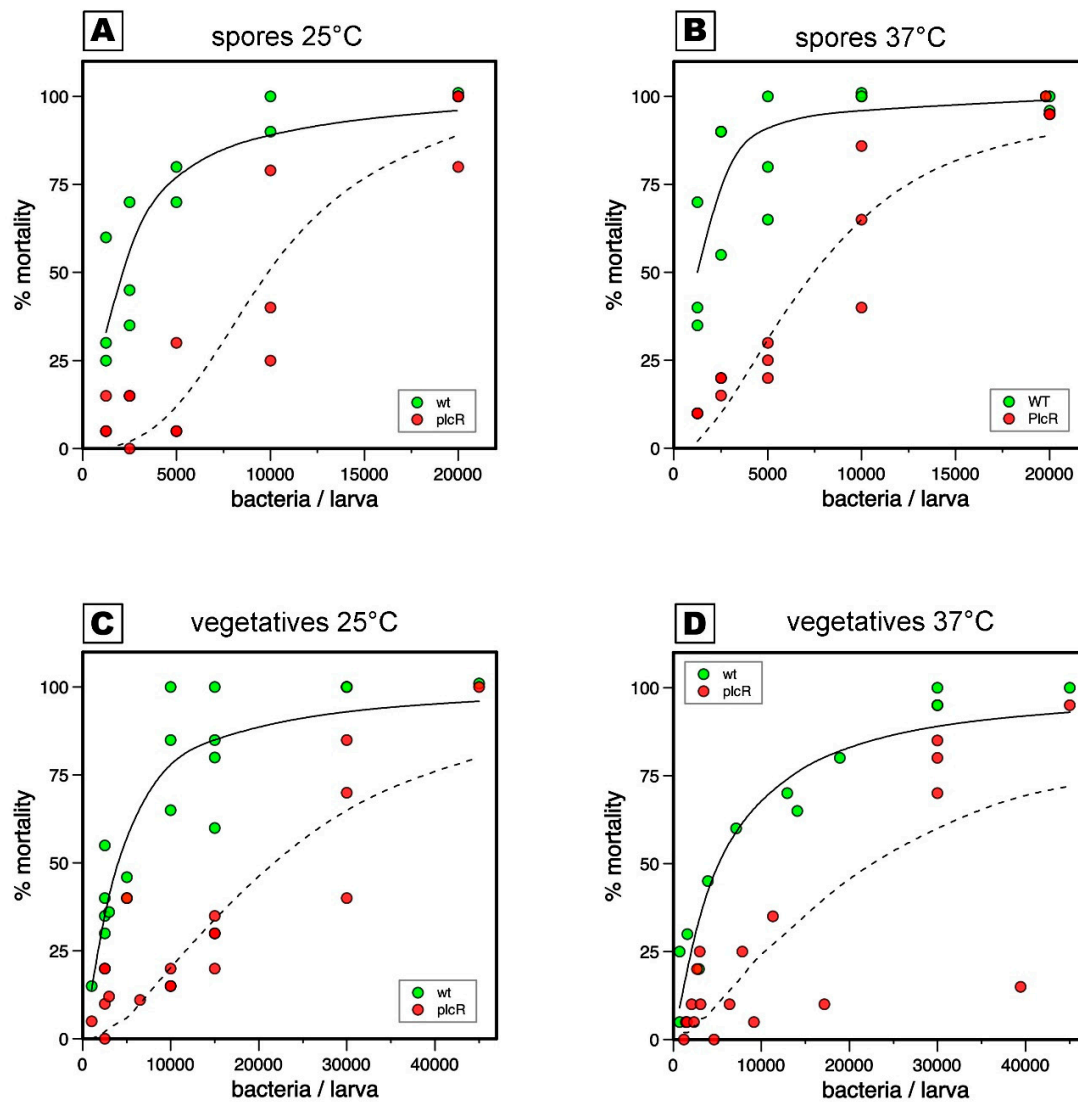 A
spores 25°C
100
75
50
25
0
% mortality
wt
plcR
0
5000
10000
15000
20000
bacteria / larva
B
spores 37°C
100
75
50
25
0
% mortality
WT
PlcR
0
5000
10000
15000
20000
bacteria / larva
C
vegetatives 25°C
100
75
50
25
0
% mortality
wt
plcR
0
10000
20000
30000
40000
bacteria / larva
D
vegetatives 37°C
wt
plcR
100
75
50
25
0
% mortality
0
10000
20000
30000
40000
bacteria / larva